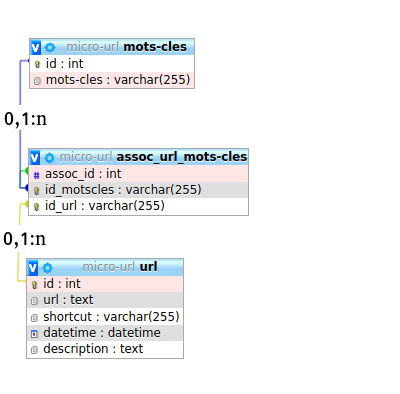 micro-url mots-cles
id : int
mots-cles : varchar(255)
0,1:n
micro-url assoc_url_mots-cles
assoc_id : int
id_motscles : varchar(255)
id_url : varchar(255)
0,1:n
micro-url url
id : int
url : text
shortcut : varchar(255)
datetime : datetime
description : text